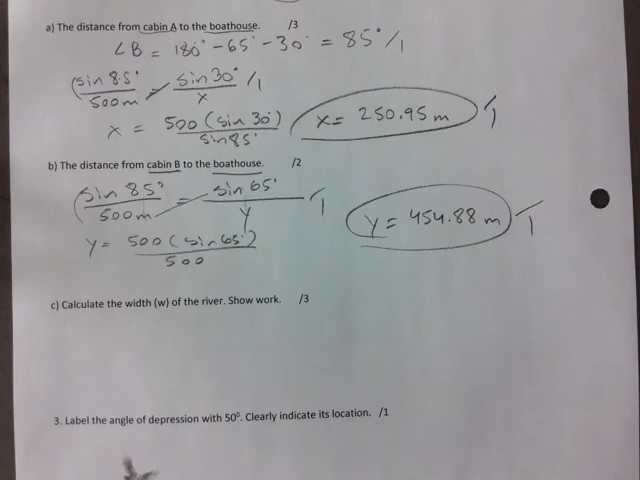 a) The distance from cabin A to the boathouse. /3
∠B = 180° - 65° - 30° = 85° /1
sin 85° / 500m = sin 30° / x /1
x = 500 (sin 30°) / sin 85° x = 250.95 m /1
b) The distance from cabin B to the boathouse. /2
sin 85° / 500m = sin 65° / y /1
y = 500 (sin 65°) / 500 y = 454.88 m /1
c) Calculate the width (w) of the river. Show work. /3
3. Label the angle of depression with 50⁰. Clearly indicate its location. /1